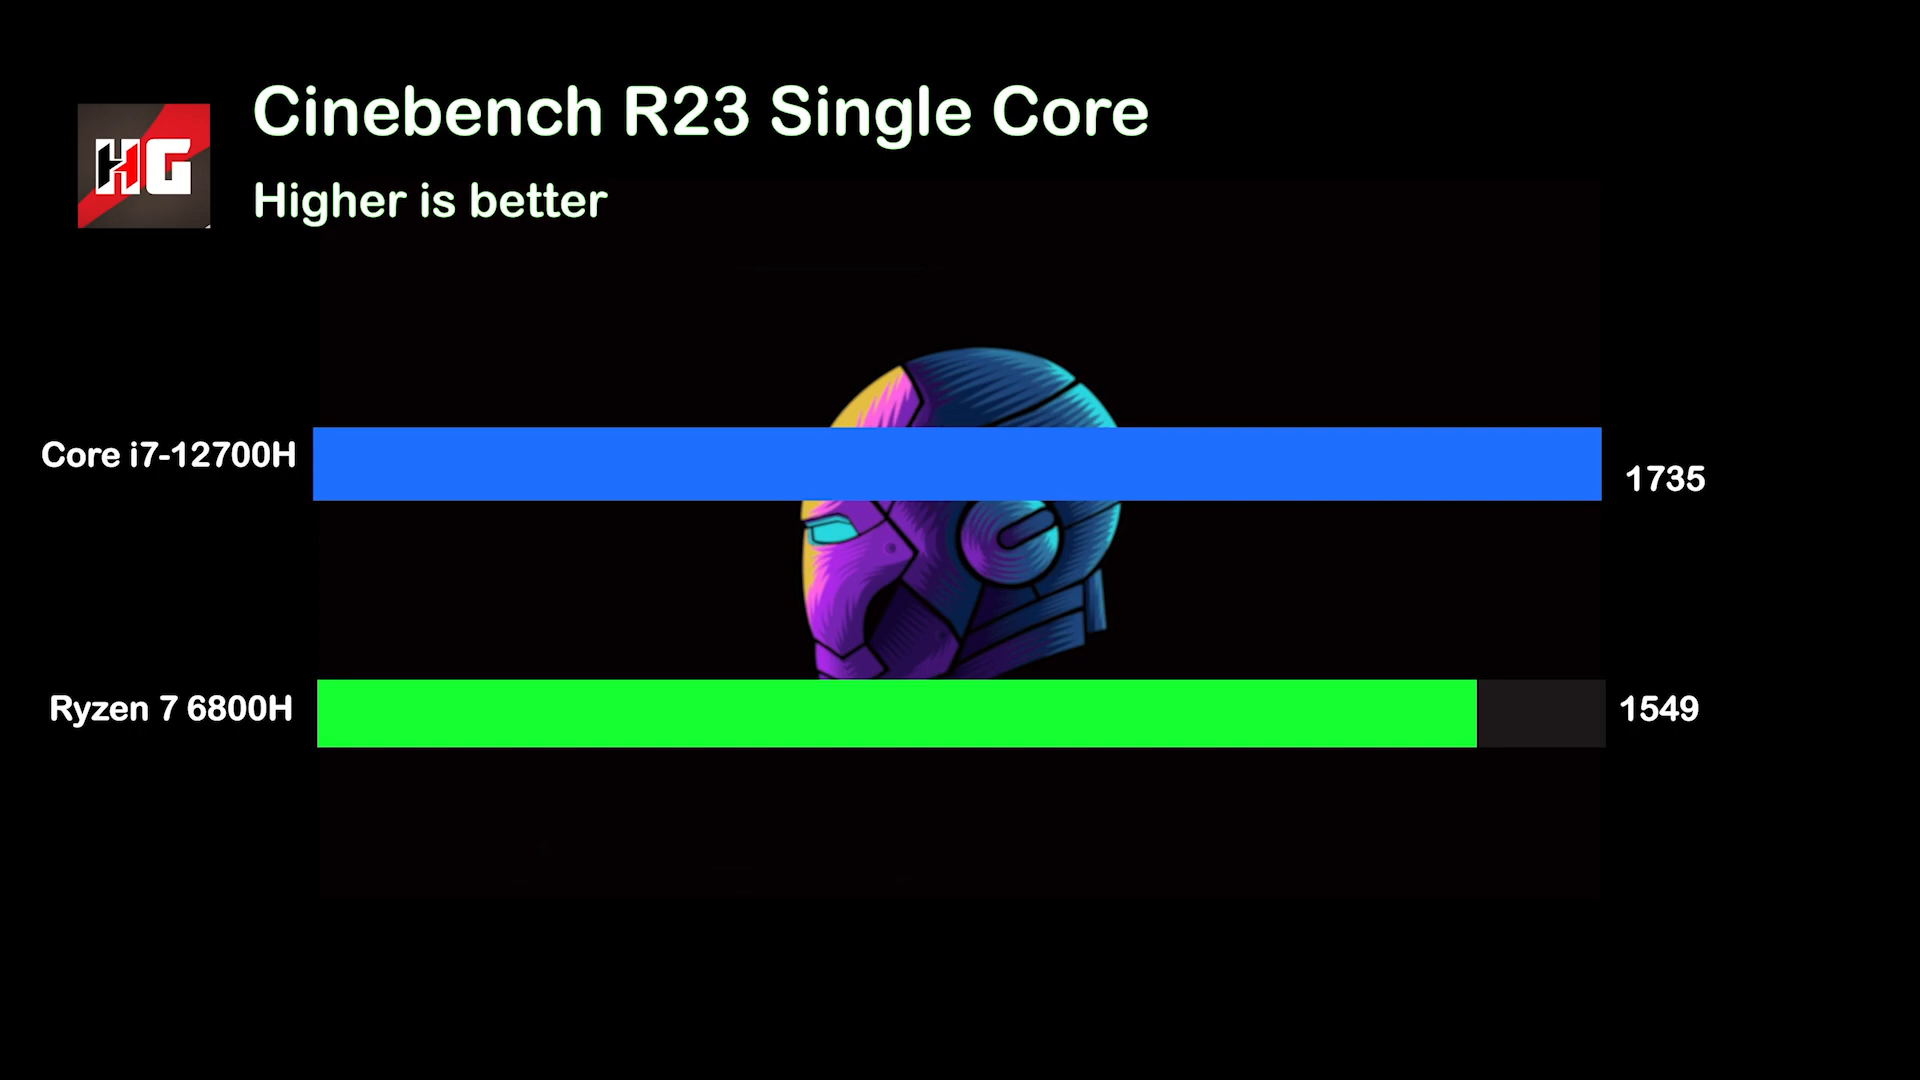 HG
Cinebench R23 Single Core
Higher is better
Core i7-12700H
1735
Ryzen 7 6800H
1549